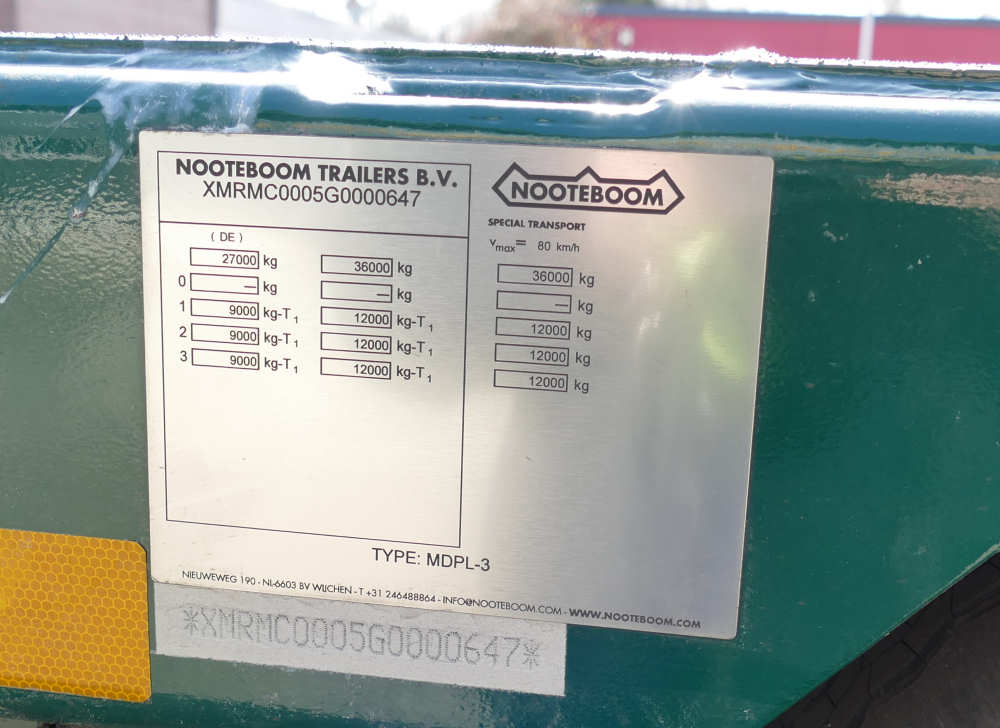 NOOTEBOOM TRAILERS B.V.
XMRMC0005G0000647
( DE )
27000 kg 36000 kg
0 — kg — kg
1 9000 kg-T1 12000 kg-T1
2 9000 kg-T1 12000 kg-T1
3 9000 kg-T1 12000 kg-T1
NOOTEBOOM
SPECIAL TRANSPORT
Vmax= 80 km/h
36000 kg
— kg
12000 kg
12000 kg
12000 kg
TYPE: MDPL-3
NIEUWEWEG 190 - NL-6603 BV WIJCHEN - T +31 246488864 - INFO@NOOTEBOOM.COM - WWW.NOOTEBOOM.COM
*XMRMC0005G0000647*